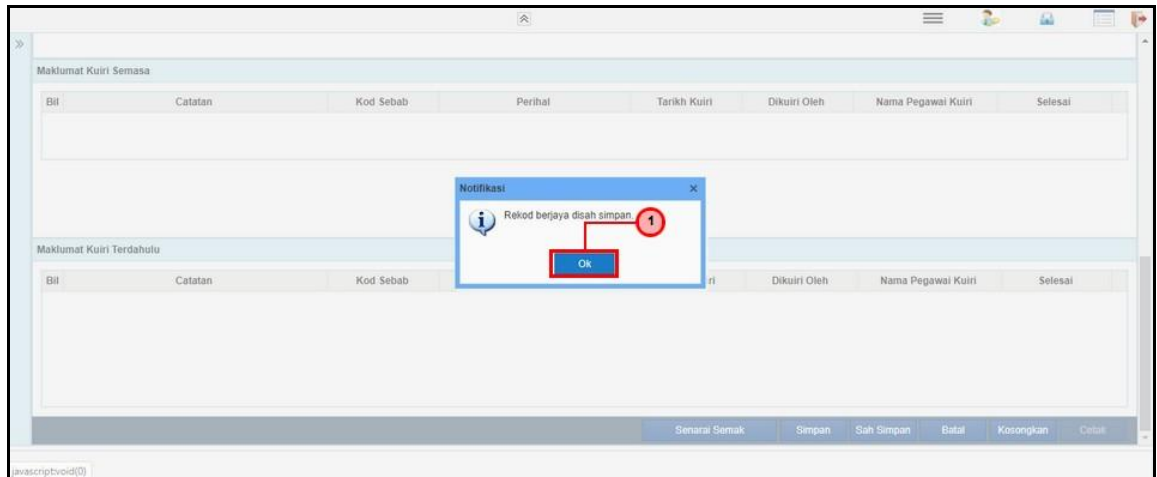 Maklumat Kuiri Semasa
Bil Catatan Kod Sebab Perihal Tarikh Kuiri Dikuiri Oleh Nama Pegawai Kuiri Selesai
Notifikasi
Rekod berjaya disah simpan.
1
Ok
Maklumat Kuiri Terdahulu
Bil Catatan Kod Sebab ri Dikuiri Oleh Nama Pegawai Kuiri Selesai
Senarai Semak Simpan Sah Simpan Batal Kosongkan Cetak
javascript:void(0)